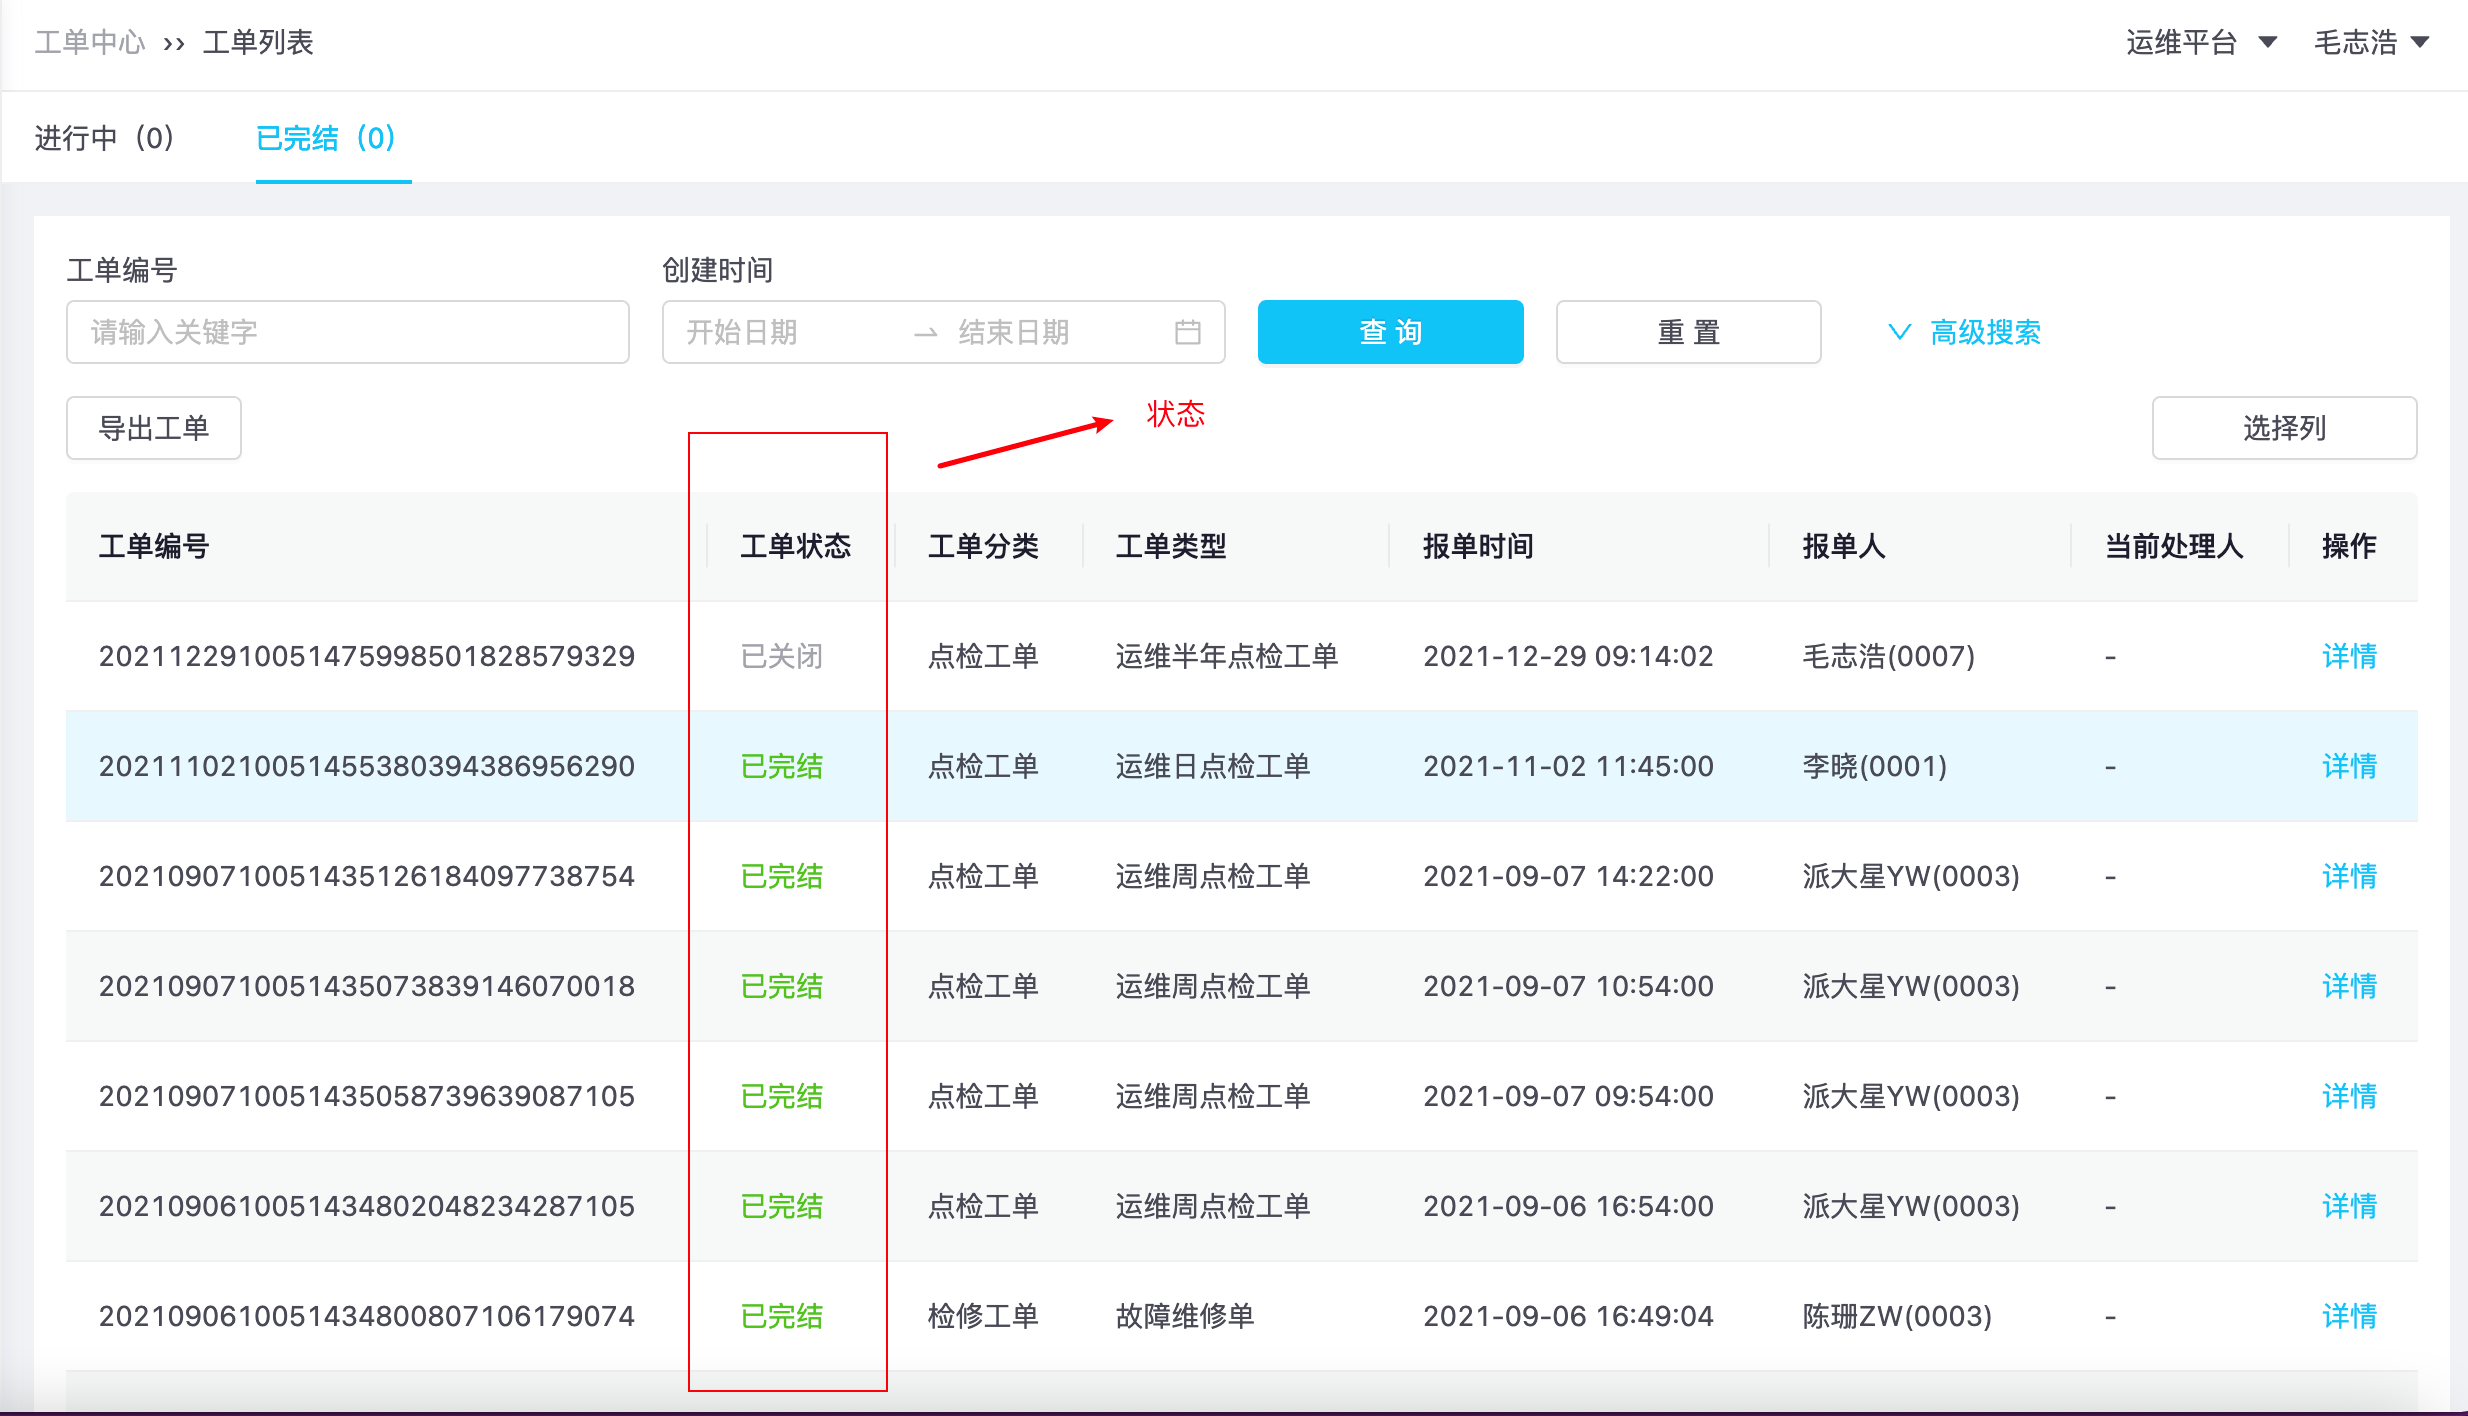 工单中心 ›› 工单列表 运维平台 毛志浩
进行中（0） 已完结（0）
工单编号 创建时间
请输入关键字 开始日期 结束日期 查 询 重 置 高级搜索
状态
导出工单 选择列
工单编号 工单状态 工单分类 工单类型 报单时间 报单人 当前处理人 操作
2021122910051475998501828579329 已关闭 点检工单 运维半年点检工单 2021-12-29 09:14:02 毛志浩(0007) - 详情
2021110210051455380394386956290 已完结 点检工单 运维日点检工单 2021-11-02 11:45:00 李晓(0001) - 详情
2021090710051435126184097738754 已完结 点检工单 运维周点检工单 2021-09-07 14:22:00 派大星YW(0003) - 详情
2021090710051435073839146070018 已完结 点检工单 运维周点检工单 2021-09-07 10:54:00 派大星YW(0003) - 详情
2021090710051435058739639087105 已完结 点检工单 运维周点检工单 2021-09-07 09:54:00 派大星YW(0003) - 详情
2021090610051434802048234287105 已完结 点检工单 运维周点检工单 2021-09-06 16:54:00 派大星YW(0003) - 详情
2021090610051434800807106179074 已完结 检修工单 故障维修单 2021-09-06 16:49:04 陈珊ZW(0003) - 详情